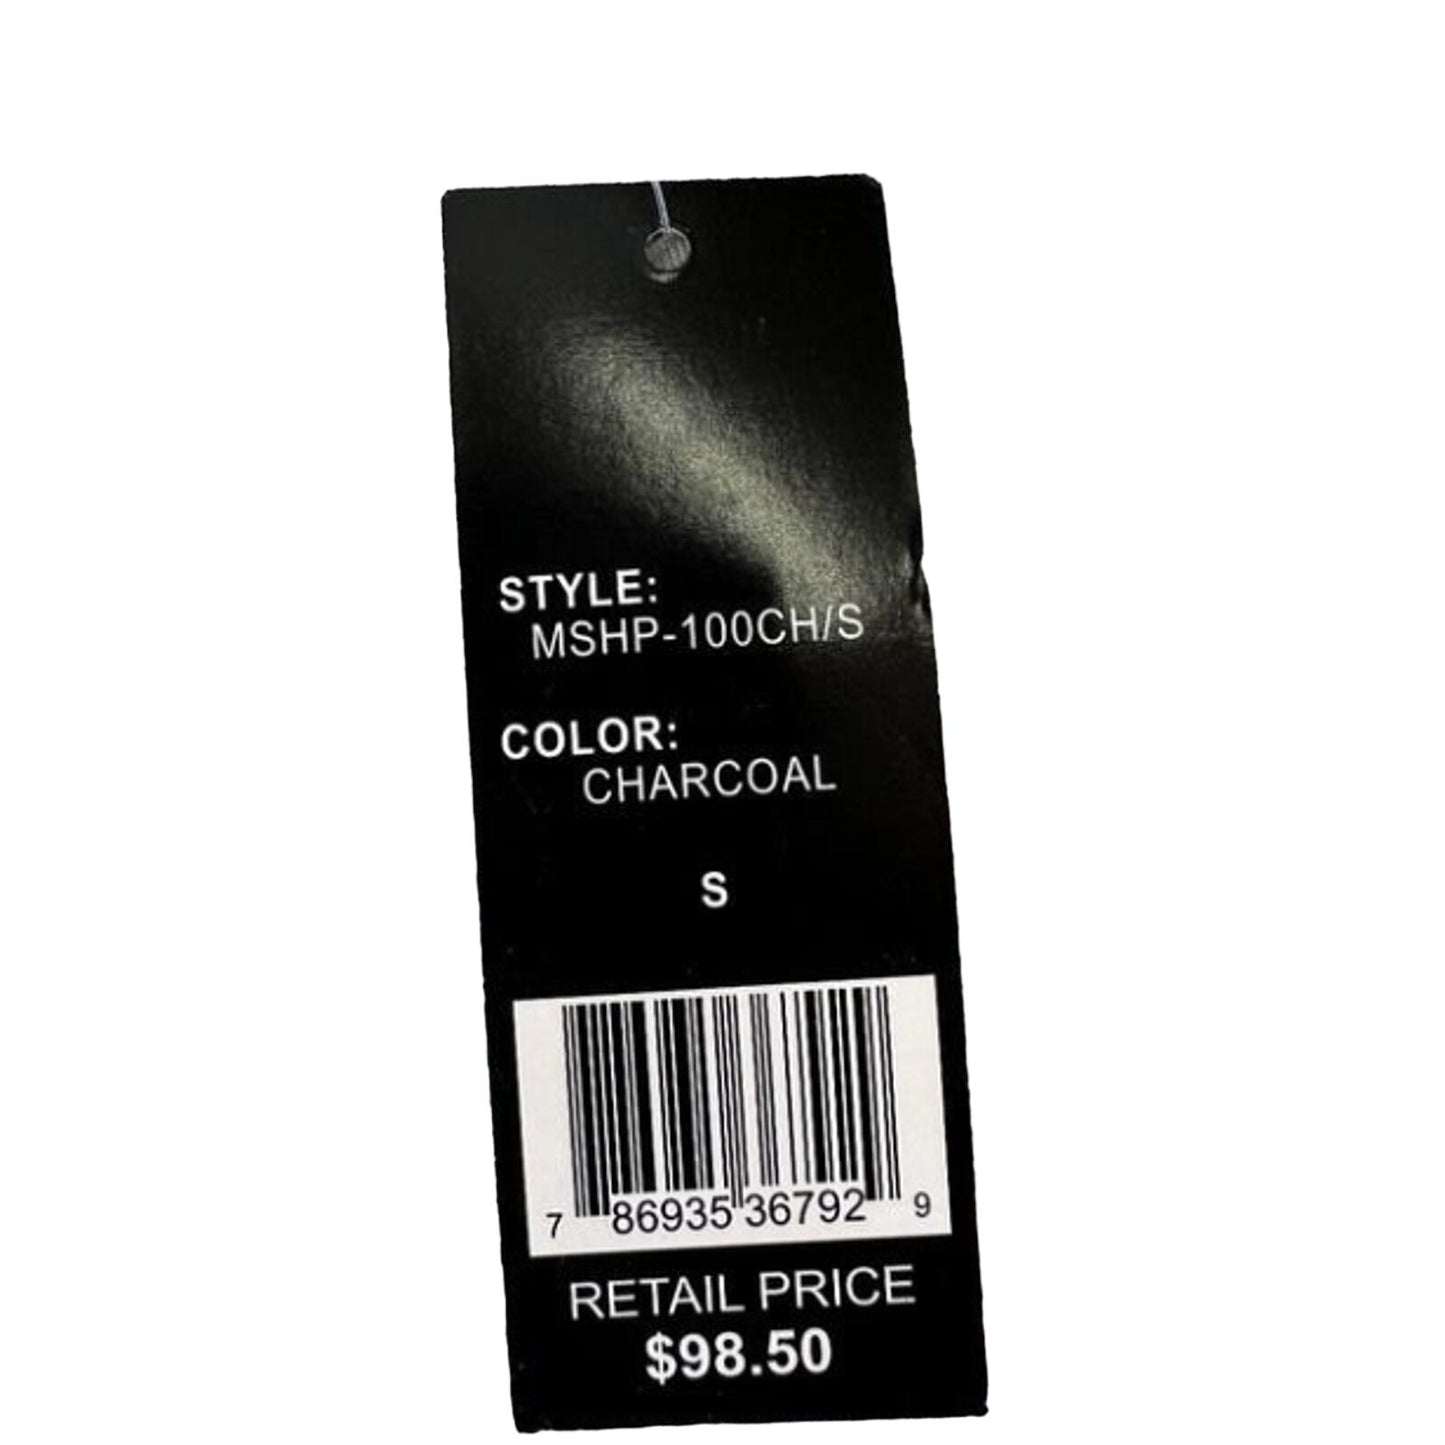 STYLE:
MSHP-100CH/S
COLOR:
CHARCOAL
S
7 86935 36792 9
RETAIL PRICE
$98.50